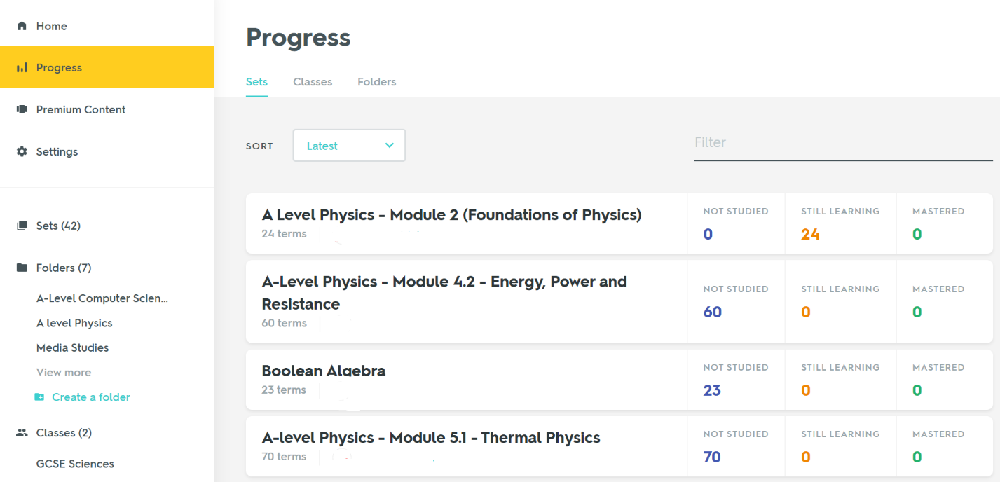 Home
Progress
Premium Content
Settings
Sets (42)
Folders (7)
A-Level Computer Scien...
A level Physics
Media Studies
View more
Create a folder
Classes (2)
GCSE Sciences
Progress
Sets Classes Folders
SORT Latest Filter
A Level Physics - Module 2 (Foundations of Physics)
24 terms
NOT STUDIED STILL LEARNING MASTERED
0 24 0
A-Level Physics - Module 4.2 - Energy, Power and
Resistance
60 terms
NOT STUDIED STILL LEARNING MASTERED
60 0 0
Boolean Algebra
23 terms
NOT STUDIED STILL LEARNING MASTERED
23 0 0
A-level Physics - Module 5.1 - Thermal Physics
70 terms
NOT STUDIED STILL LEARNING MASTERED
70 0 0